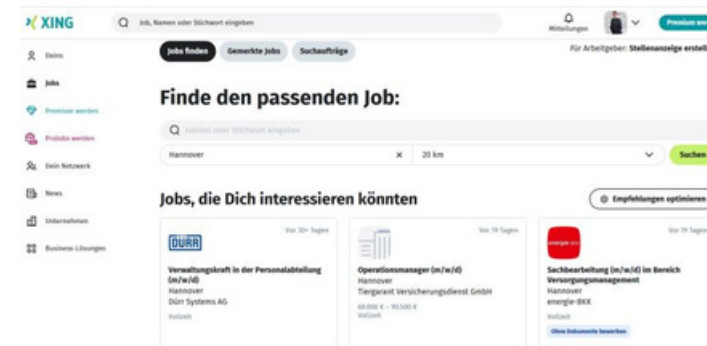 XING
Job, Namen oder Stichwort eingeben
Mitteilungen
Premium wer
Deins
Jobs
Premium werden
ProJobs werden
Dein Netzwerk
News
Unternehmen
Business-Lösungen
Jobs finden
Gemerkte Jobs
Suchaufträge
Für Arbeitgeber: Stellenanzeige erstell
Finde den passenden Job:
Jobtitel oder Stichwort eingeben
Hannover
20 km
Suchen
Jobs, die Dich interessieren könnten
Empfehlungen optimieren
Vor 30+ Tagen
DÜRR
Verwaltungskraft in der Personalabteilung
(m/w/d)
Hannover
Dürr Systems AG
Vollzeit
Vor 19 Tagen
Operationsmanager (m/w/d)
Hannover
Tiergarant Versicherungsdienst GmbH
69.000 € – 90.500 €
Vollzeit
Vor 19 Tagen
energie-BKK
Sachbearbeitung (m/w/d) im Bereich
Versorgungsmanagement
Hannover
energie-BKK
Vollzeit
Ohne Dokumente bewerben